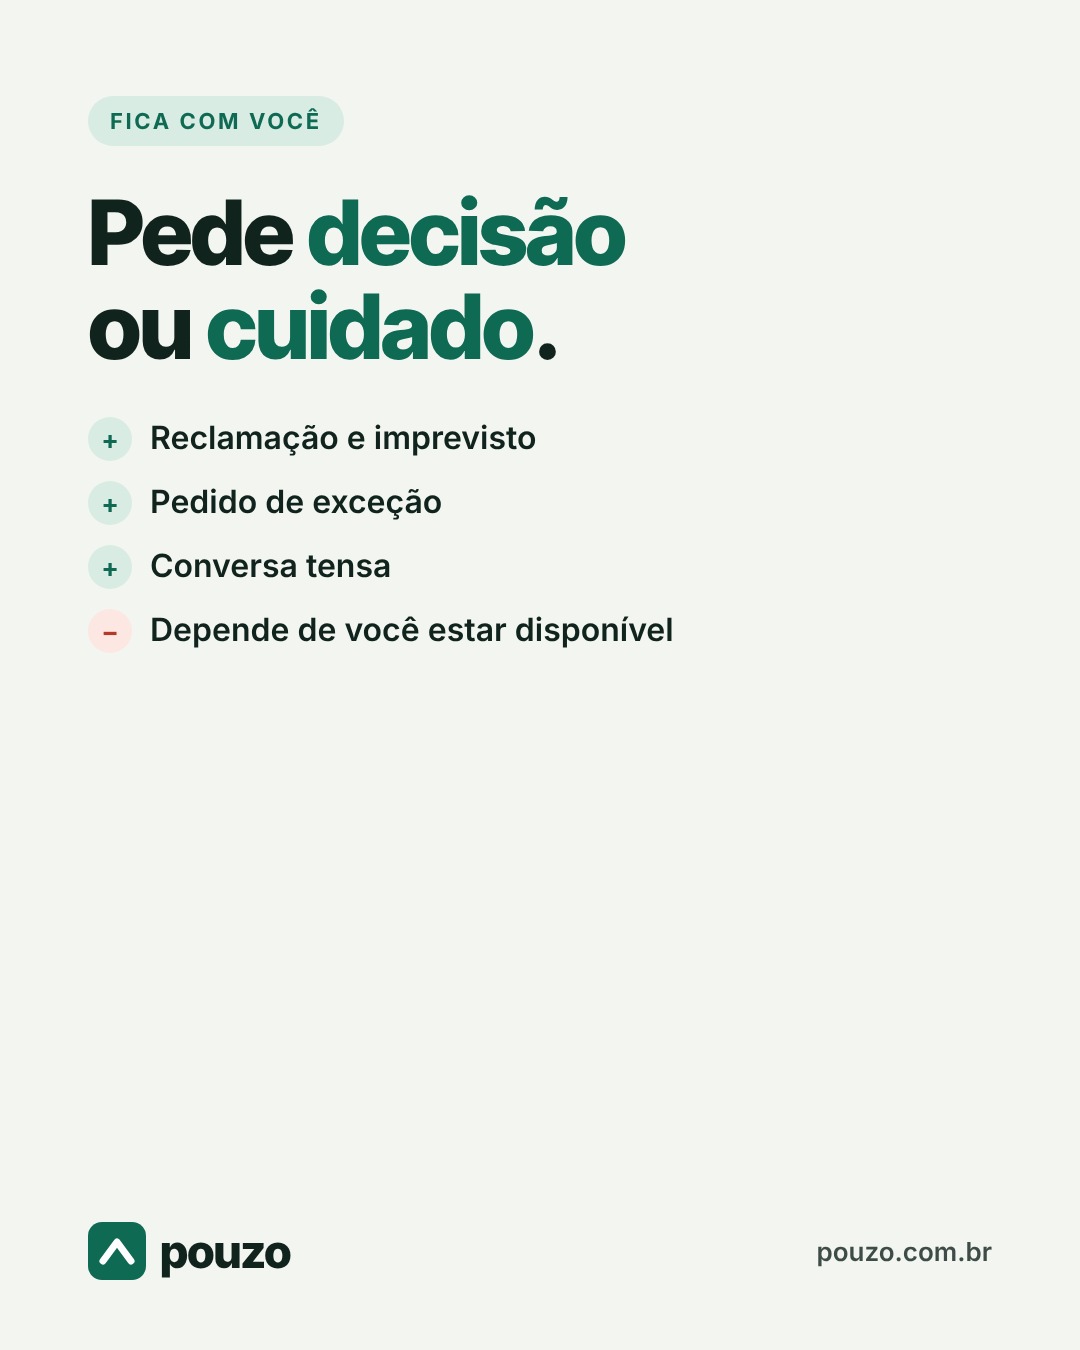 FICA COM VOCÊ
Pede decisão
ou cuidado.
+ Reclamação e imprevisto
+ Pedido de exceção
+ Conversa tensa
– Depende de você estar disponível
pouzo
pouzo.com.br